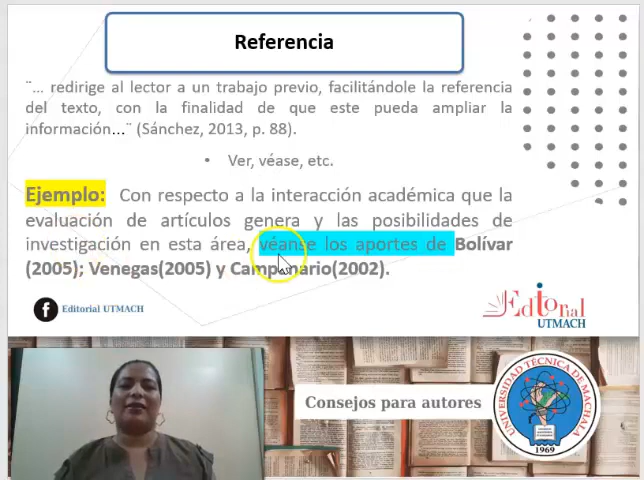 Referencia
¨... redirige al lector a un trabajo previo, facilitándole la referencia
del texto, con la finalidad de que este pueda ampliar la
información...¨ (Sánchez, 2013, p. 88).
• Ver, véase, etc.
Ejemplo: Con respecto a la interacción académica que la
evaluación de artículos genera y las posibilidades de
investigación en esta área, véanse los aportes de Bolívar
(2005); Venegas(2005) y Campanario(2002).
f Editorial UTMACH
Editorial
UTMACH
Consejos para autores
UNIVERSIDAD TÉCNICA DE MACHALA
1969